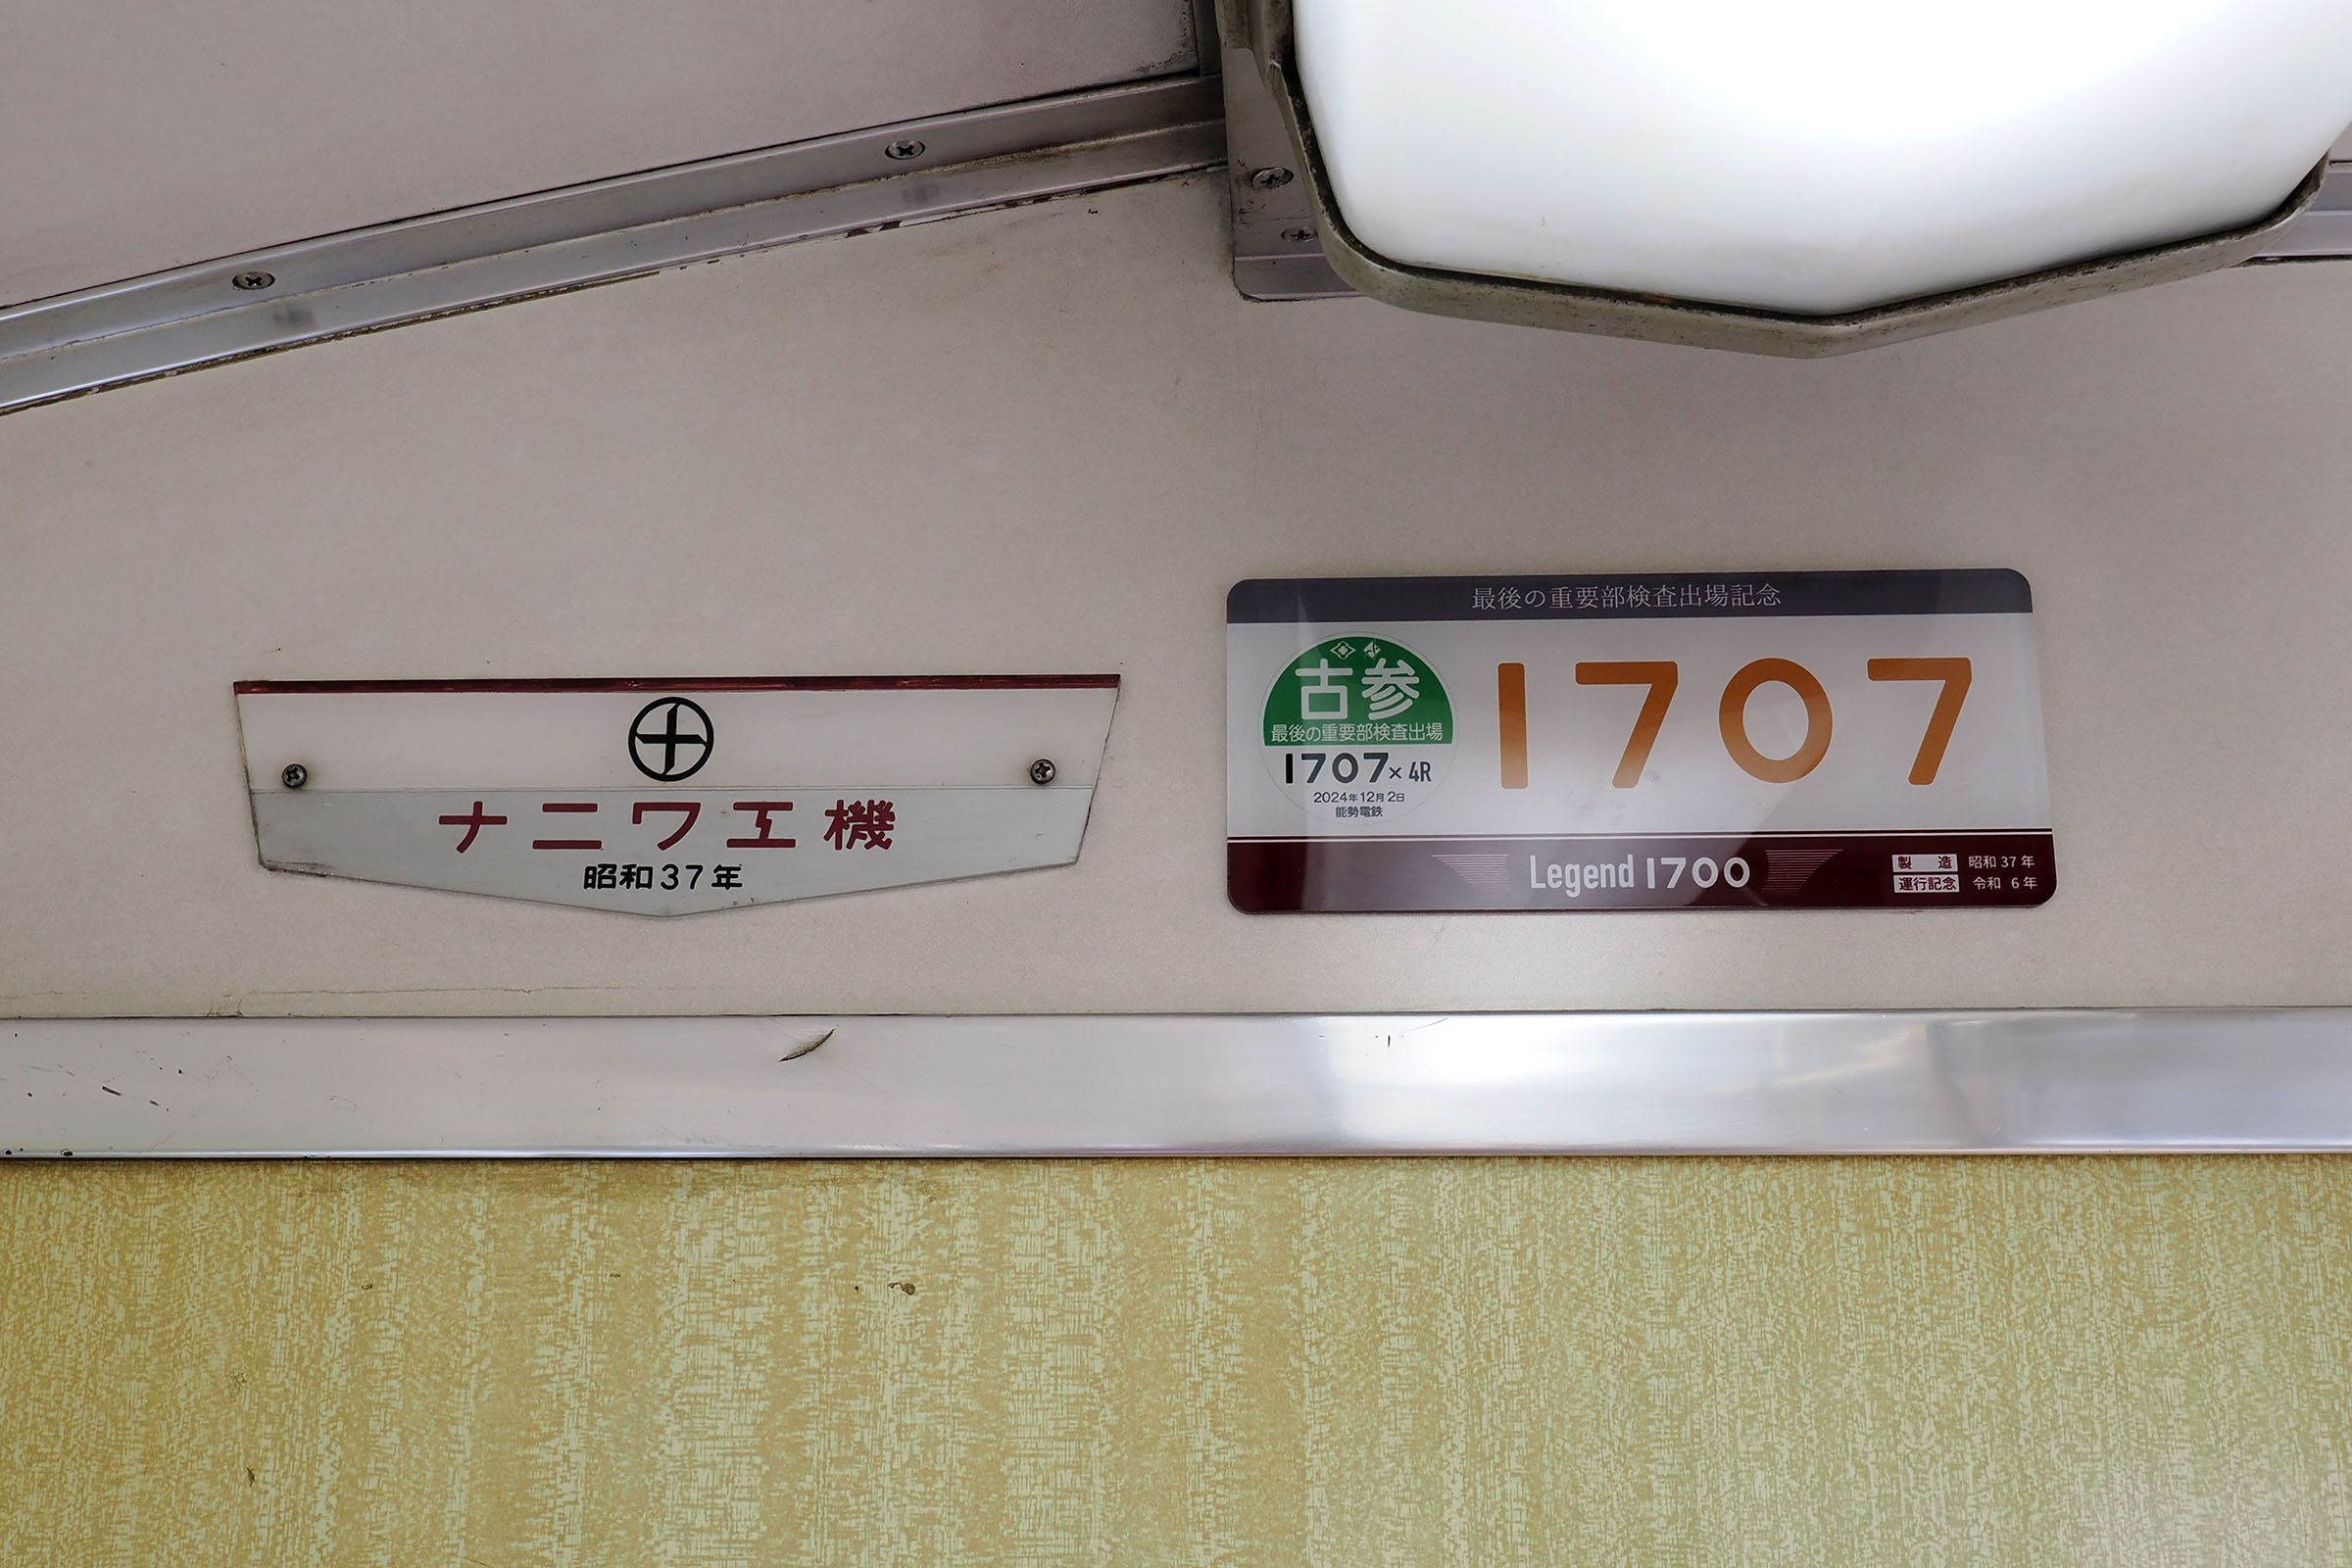 ナニワ工機
昭和37年
最後の重要部検査出場記念
古参
最後の重要部検査出場
1707×4R
2024年12月2日
能勢電鉄
1707
Legend1700
製造 昭和37年
運行記念 令和6年